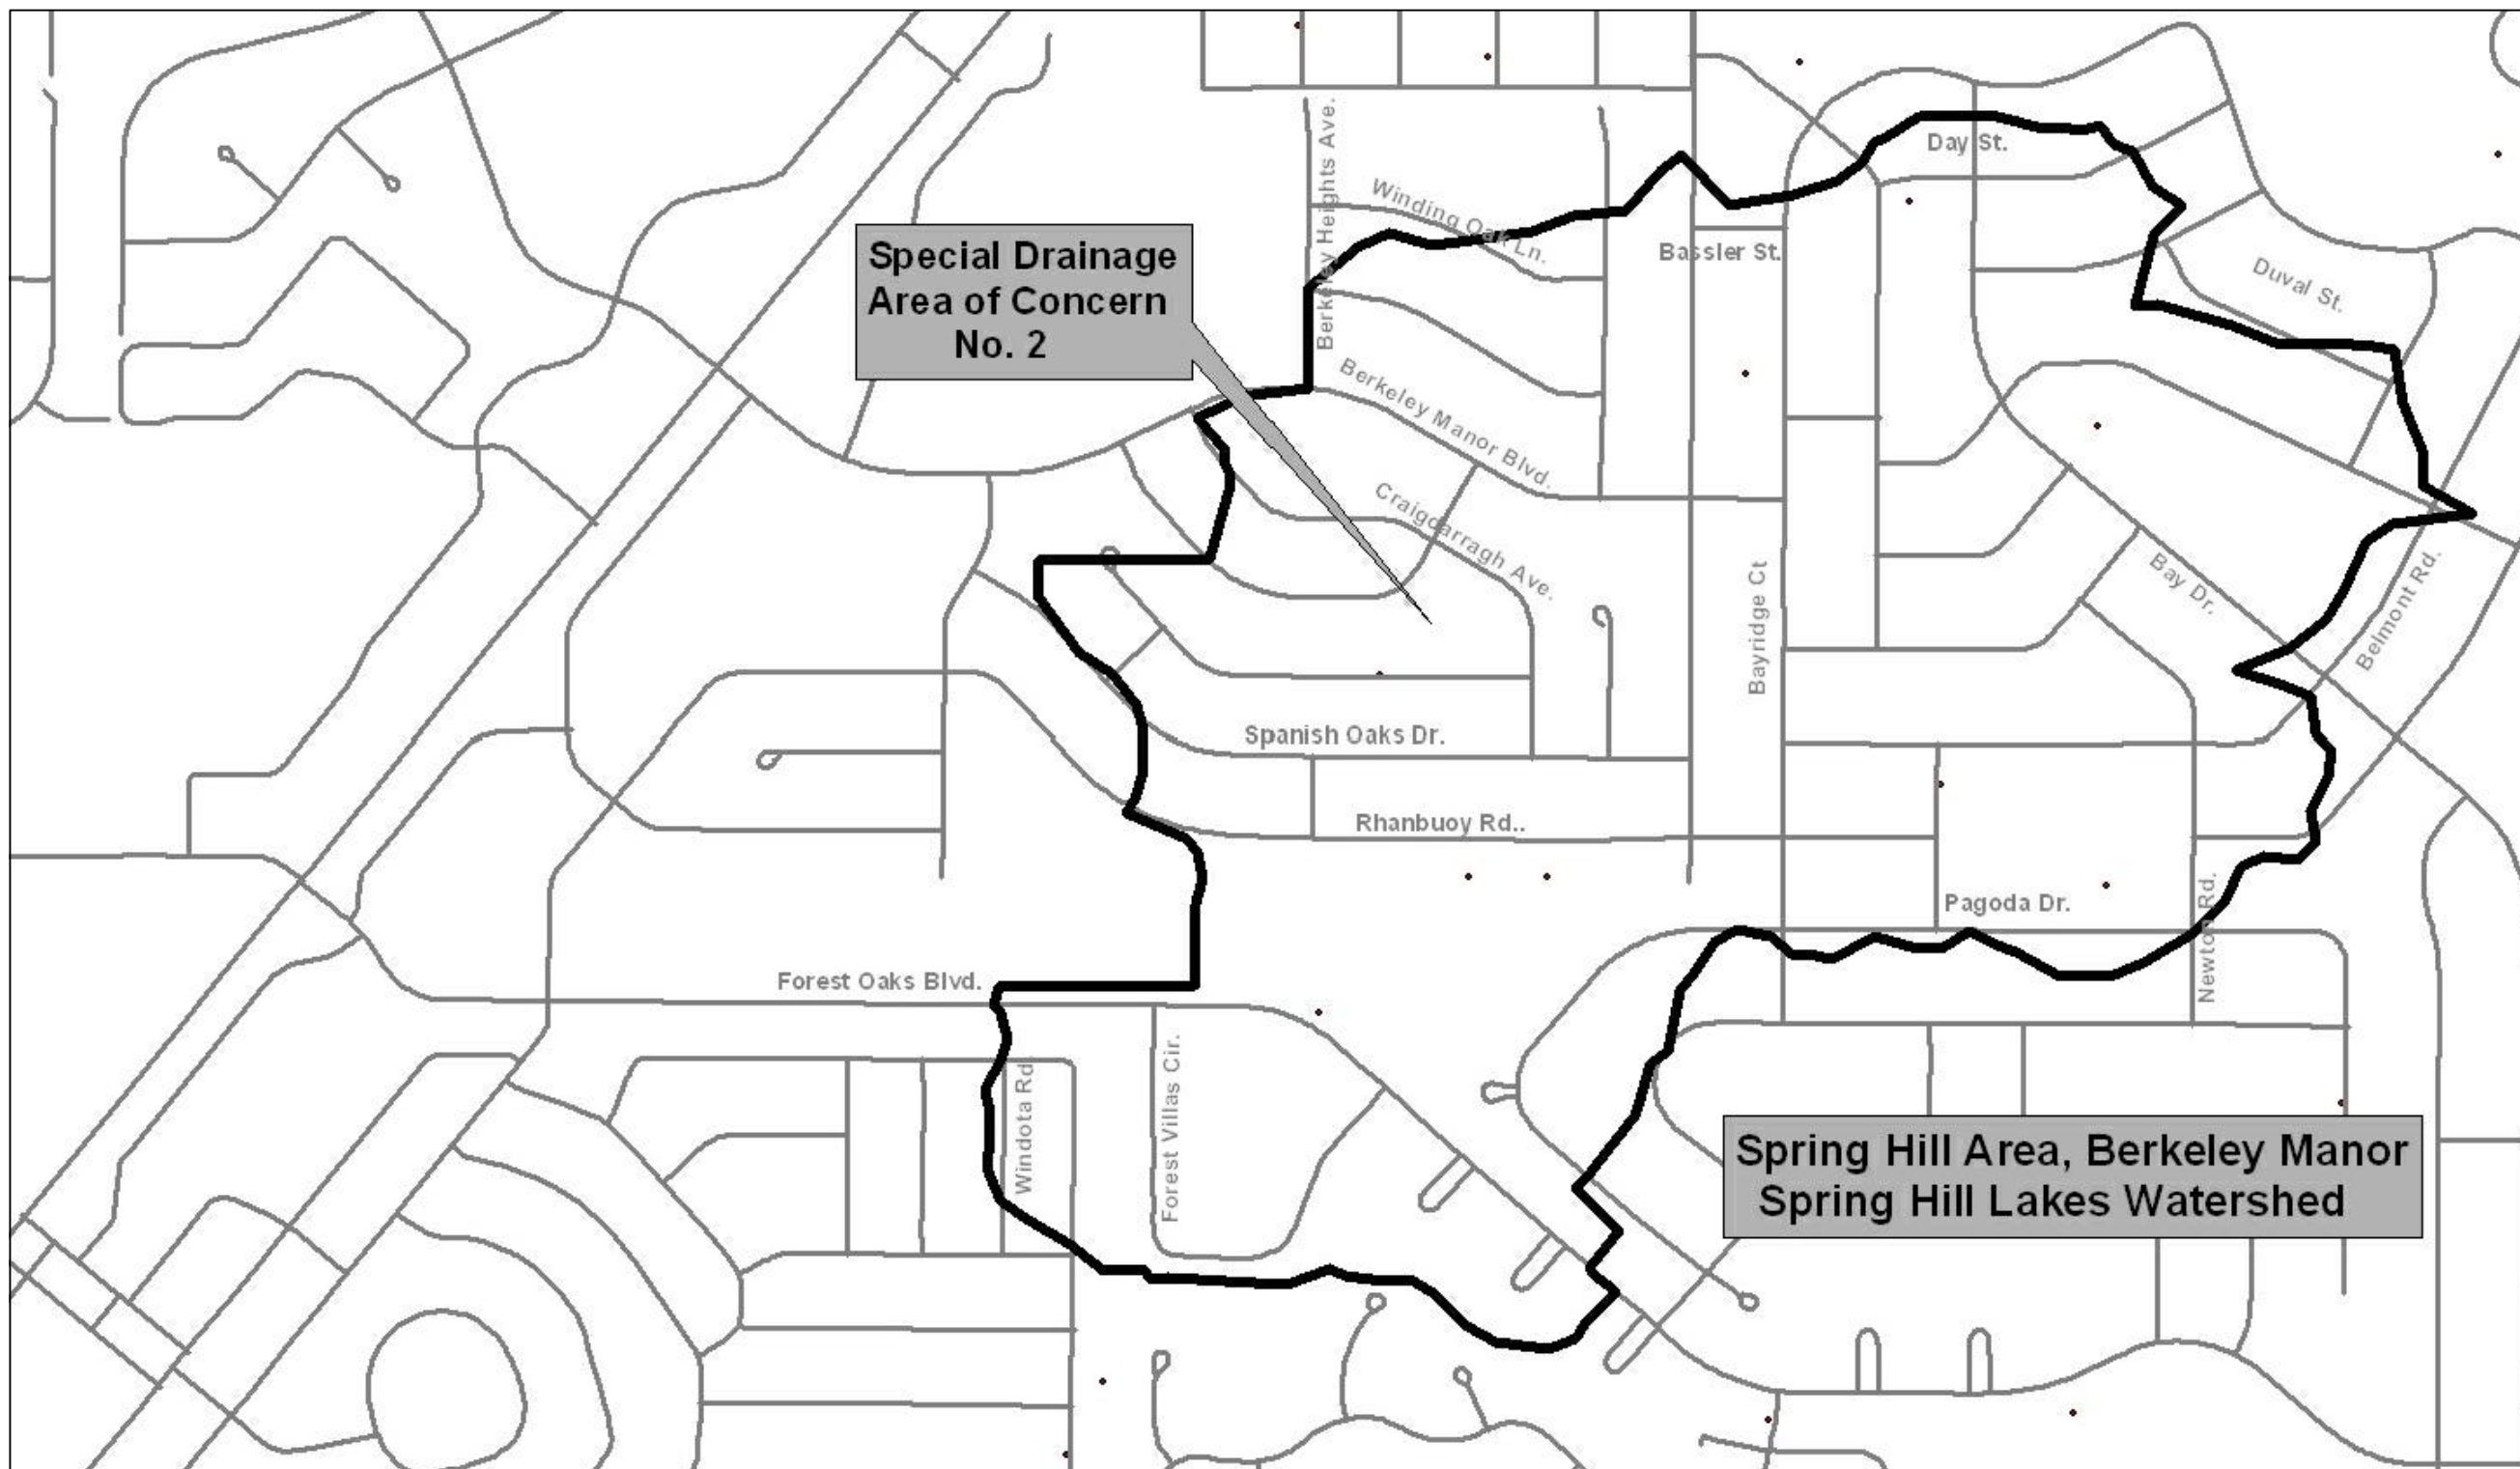 Berkeley Heights Ave.
Day St.
Winding Oak Ln.
Bassler St.
Special Drainage
Area of Concern
No. 2
Duval St.
Berkeley Manor Blvd.
Craigdarragh Ave.
Bayridge Ct
Bay Dr.
Belmont Rd.
Spanish Oaks Dr.
Rhanbuoy Rd..
Pagoda Dr.
Newton Rd.
Forest Oaks Blvd.
Windota Rd
Forest Villas Cir.
Spring Hill Area, Berkeley Manor
Spring Hill Lakes Watershed